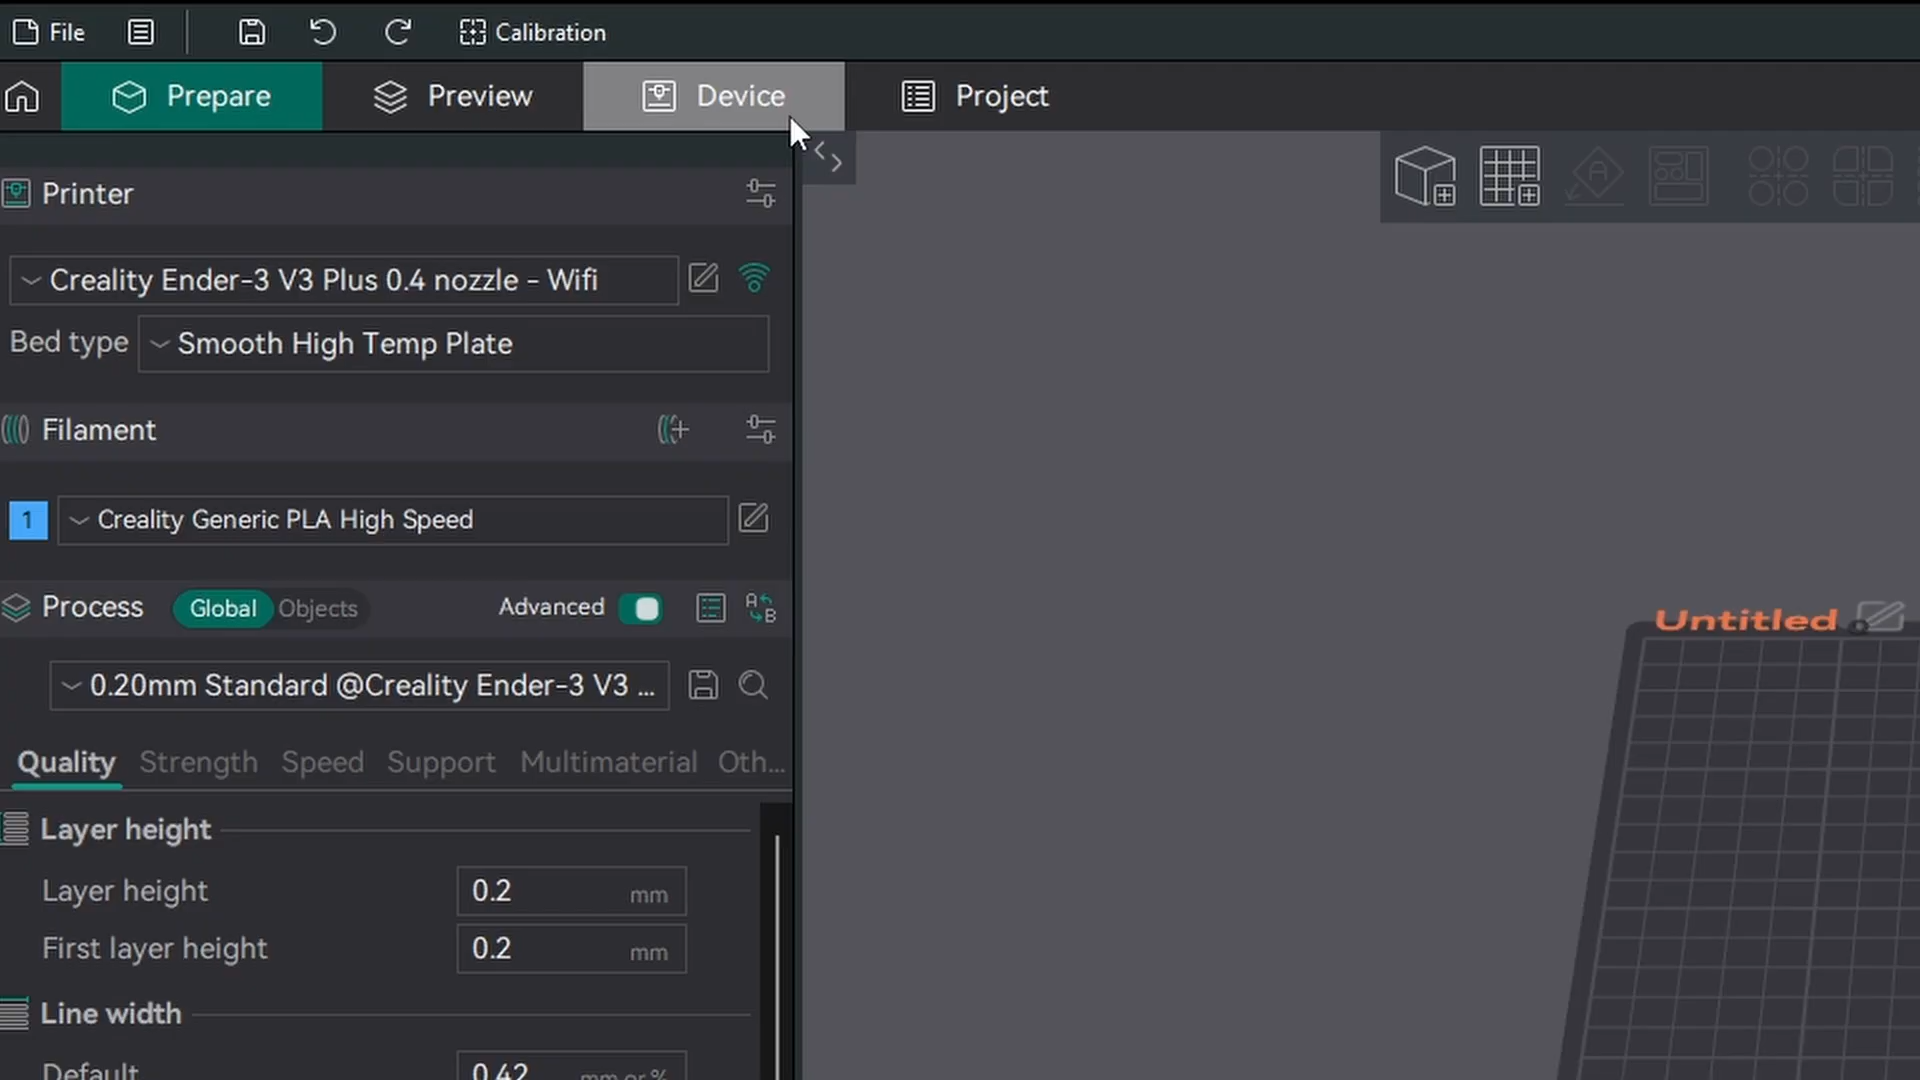 File
Calibration
Prepare
Preview
Device
Project
Printer
Creality Ender-3 V3 Plus 0.4 nozzle - Wifi
Bed type
Smooth High Temp Plate
Filament
1
Creality Generic PLA High Speed
Process
Global
Objects
Advanced
0.20mm Standard @Creality Ender-3 V3 ...
Quality
Strength
Speed
Support
Multimaterial
Oth...
Layer height
Layer height
0.2 mm
First layer height
0.2 mm
Line width
Default
0.42 mm or %
Untitled